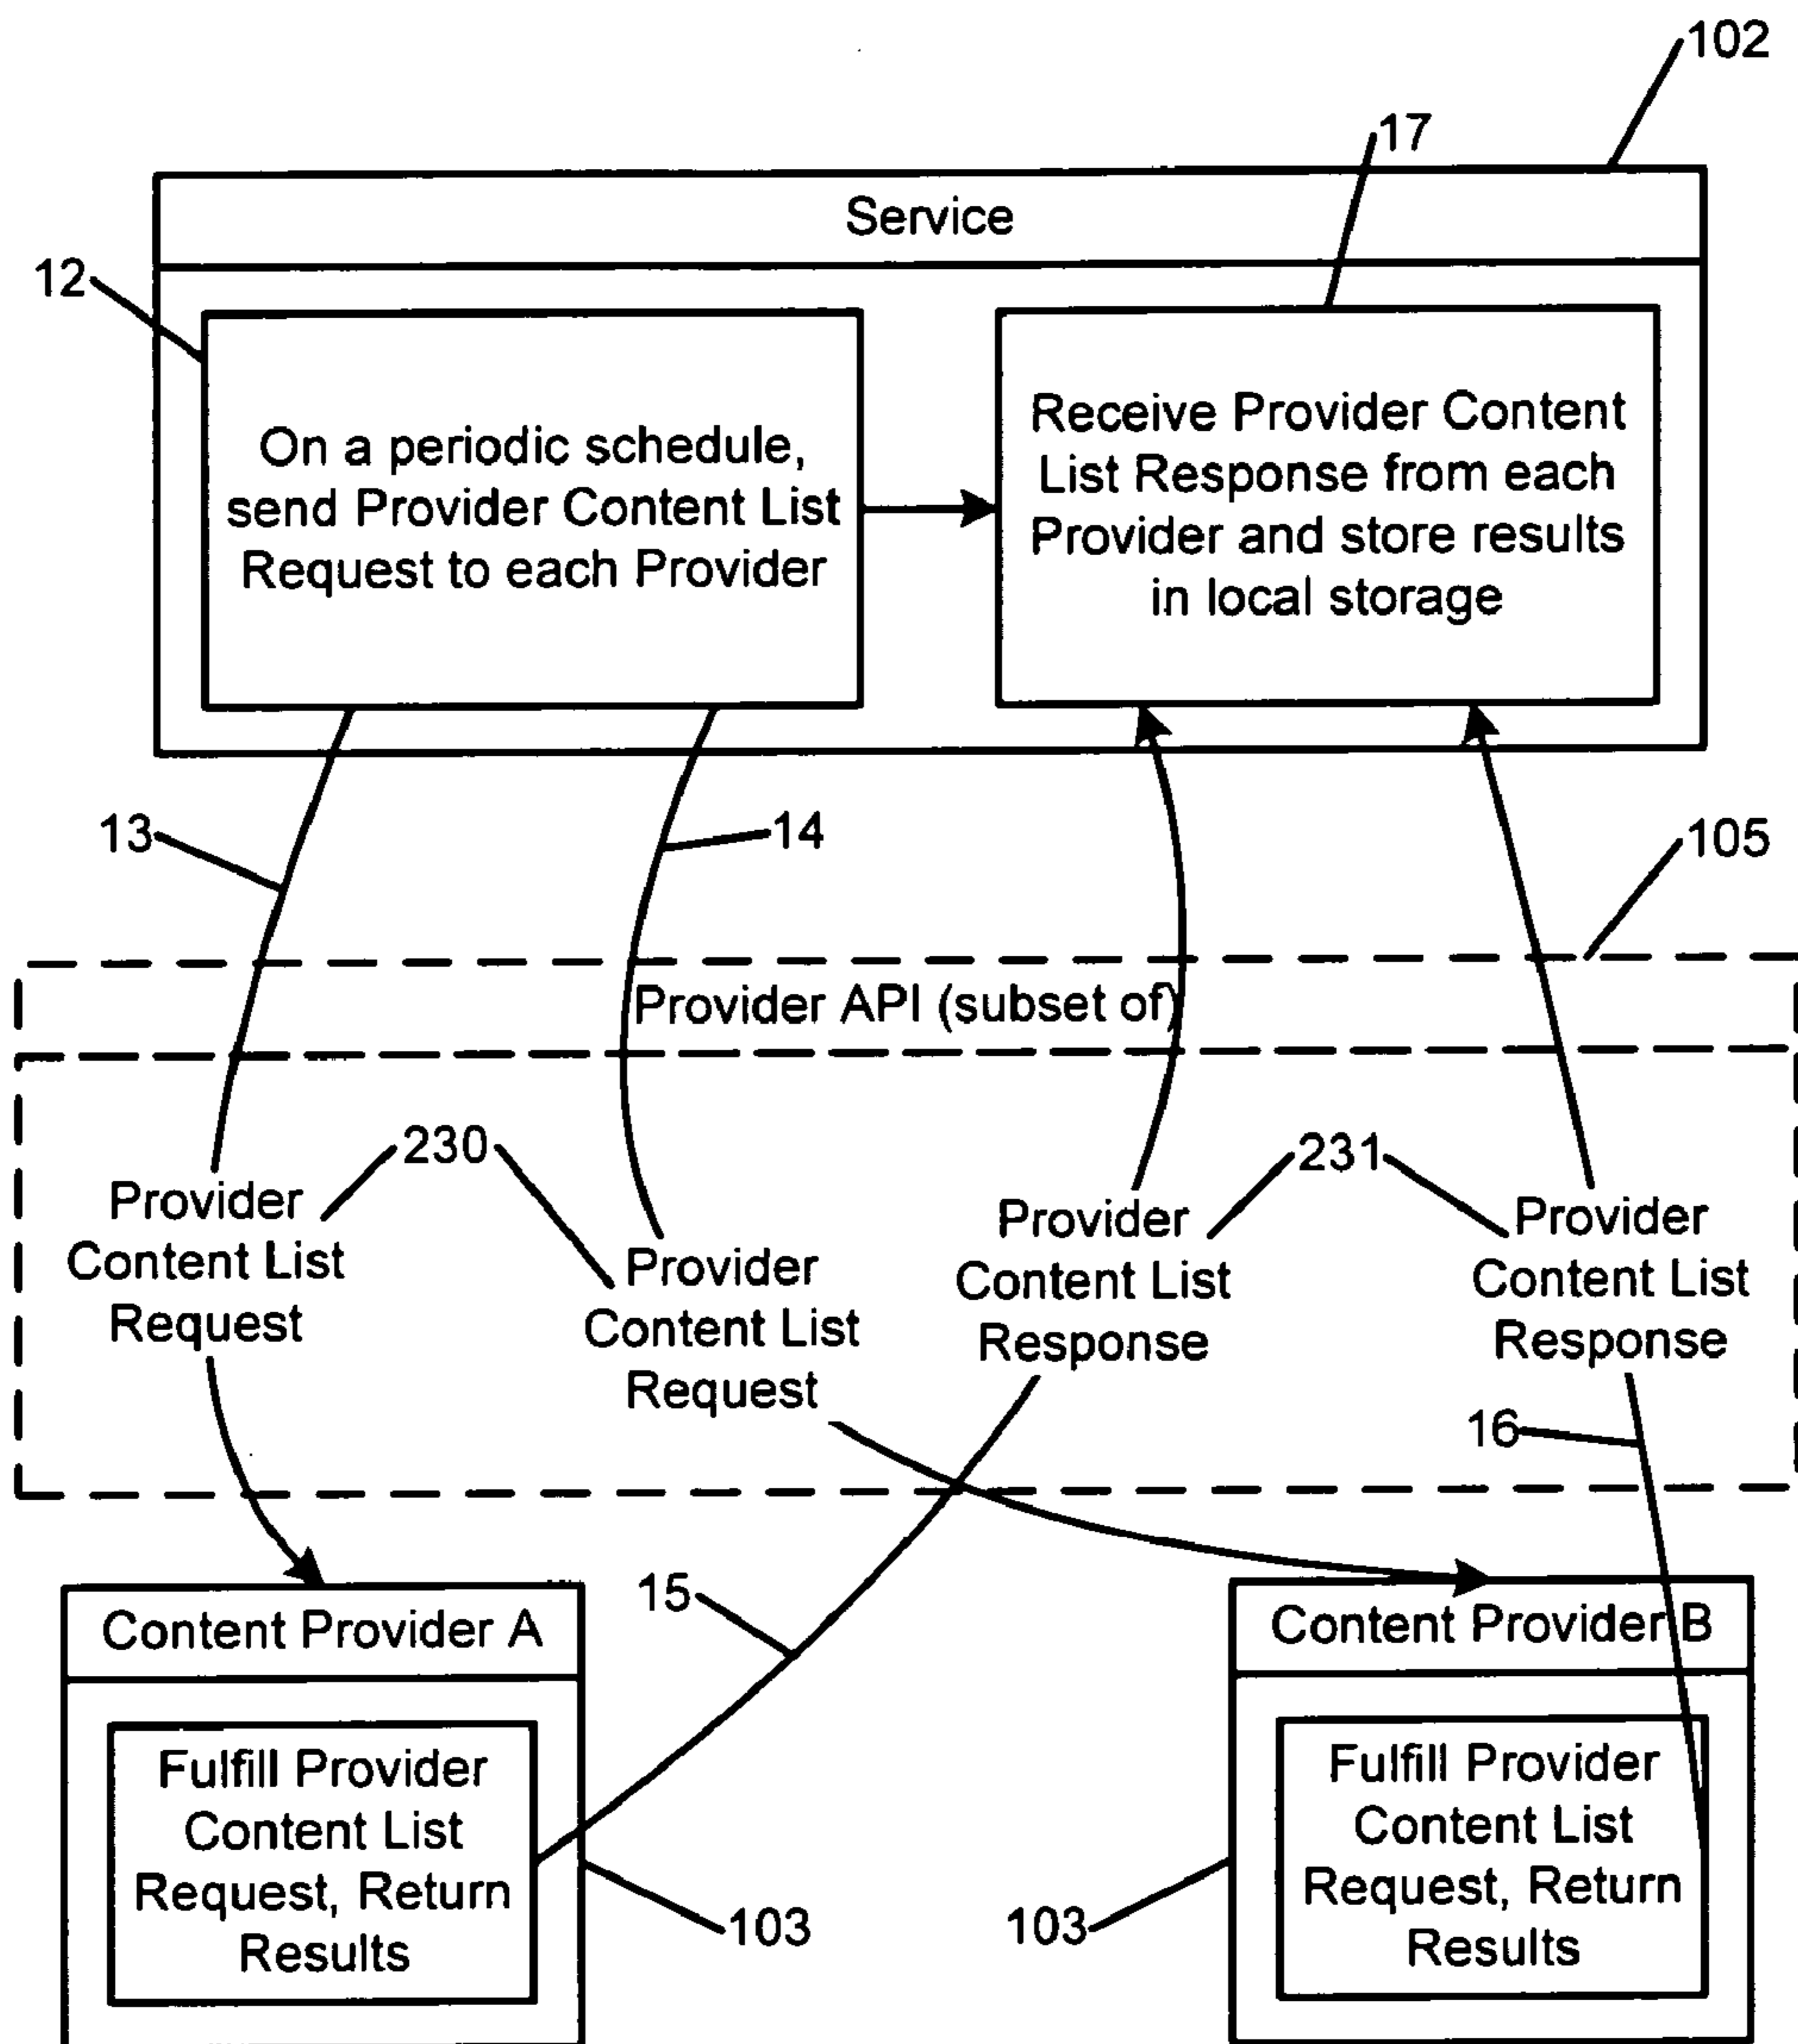 102
17
Service
12
On a periodic schedule,
send Provider Content List
Request to each Provider
Receive Provider Content
List Response from each
Provider and store results
in local storage
13
14
105
Provider API (subset of)
230
231
Provider
Content List
Request
Provider
Content List
Request
Provider
Content List
Response
Provider
Content List
Response
16
15
Content Provider A
Content Provider B
Fulfill Provider
Content List
Request, Return
Results
103
103
Fulfill Provider
Content List
Request, Return
Results